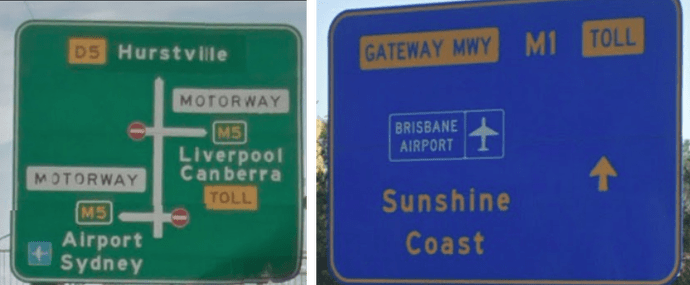 D5 Hurstville
MOTORWAY
M5
Liverpool
Canberra
TOLL
MOTORWAY
M5
Airport
Sydney
GATEWAY MWY M1 TOLL
BRISBANE
AIRPORT
Sunshine
Coast